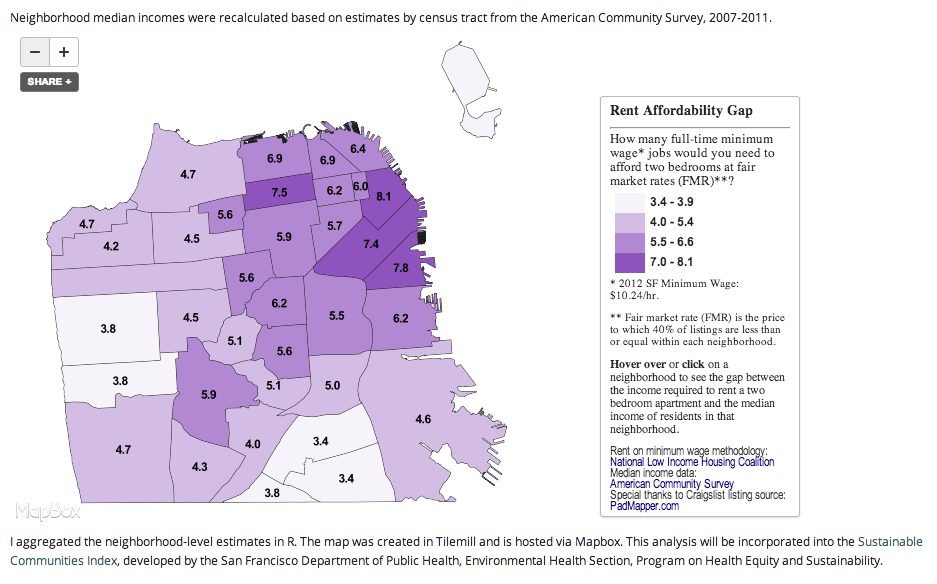 Neighborhood median incomes were recalculated based on estimates by census tract from the American Community Survey, 2007-2011.
− +
SHARE +
Rent Affordability Gap
How many full-time minimum
wage* jobs would you need to
afford two bedrooms at fair
market rates (FMR)**?
3.4 - 3.9
4.0 - 5.4
5.5 - 6.6
7.0 - 8.1
* 2012 SF Minimum Wage:
$10.24/hr.
** Fair market rate (FMR) is the price
to which 40% of listings are less than
or equal within each neighborhood.
Hover over or click on a
neighborhood to see the gap between
the income required to rent a two
bedroom apartment and the median
income of residents in that
neighborhood.
Rent on minimum wage methodology:
National Low Income Housing Coalition
Median income data:
American Community Survey
Special thanks to Craigslist listing source:
PadMapper.com
6.4
6.9
6.9
4.7
6.0
6.2
7.5
8.1
5.6
4.7
5.7
5.9
4.5
4.2
7.4
7.8
5.6
6.2
5.5
4.5
6.2
3.8
5.1
5.6
3.8
5.1
5.0
5.9
4.6
3.4
4.0
4.7
4.3
3.4
3.8
MapBox
I aggregated the neighborhood-level estimates in R. The map was created in Tilemill and is hosted via Mapbox. This analysis will be incorporated into the Sustainable
Communities Index, developed by the San Francisco Department of Public Health, Environmental Health Section, Program on Health Equity and Sustainability.